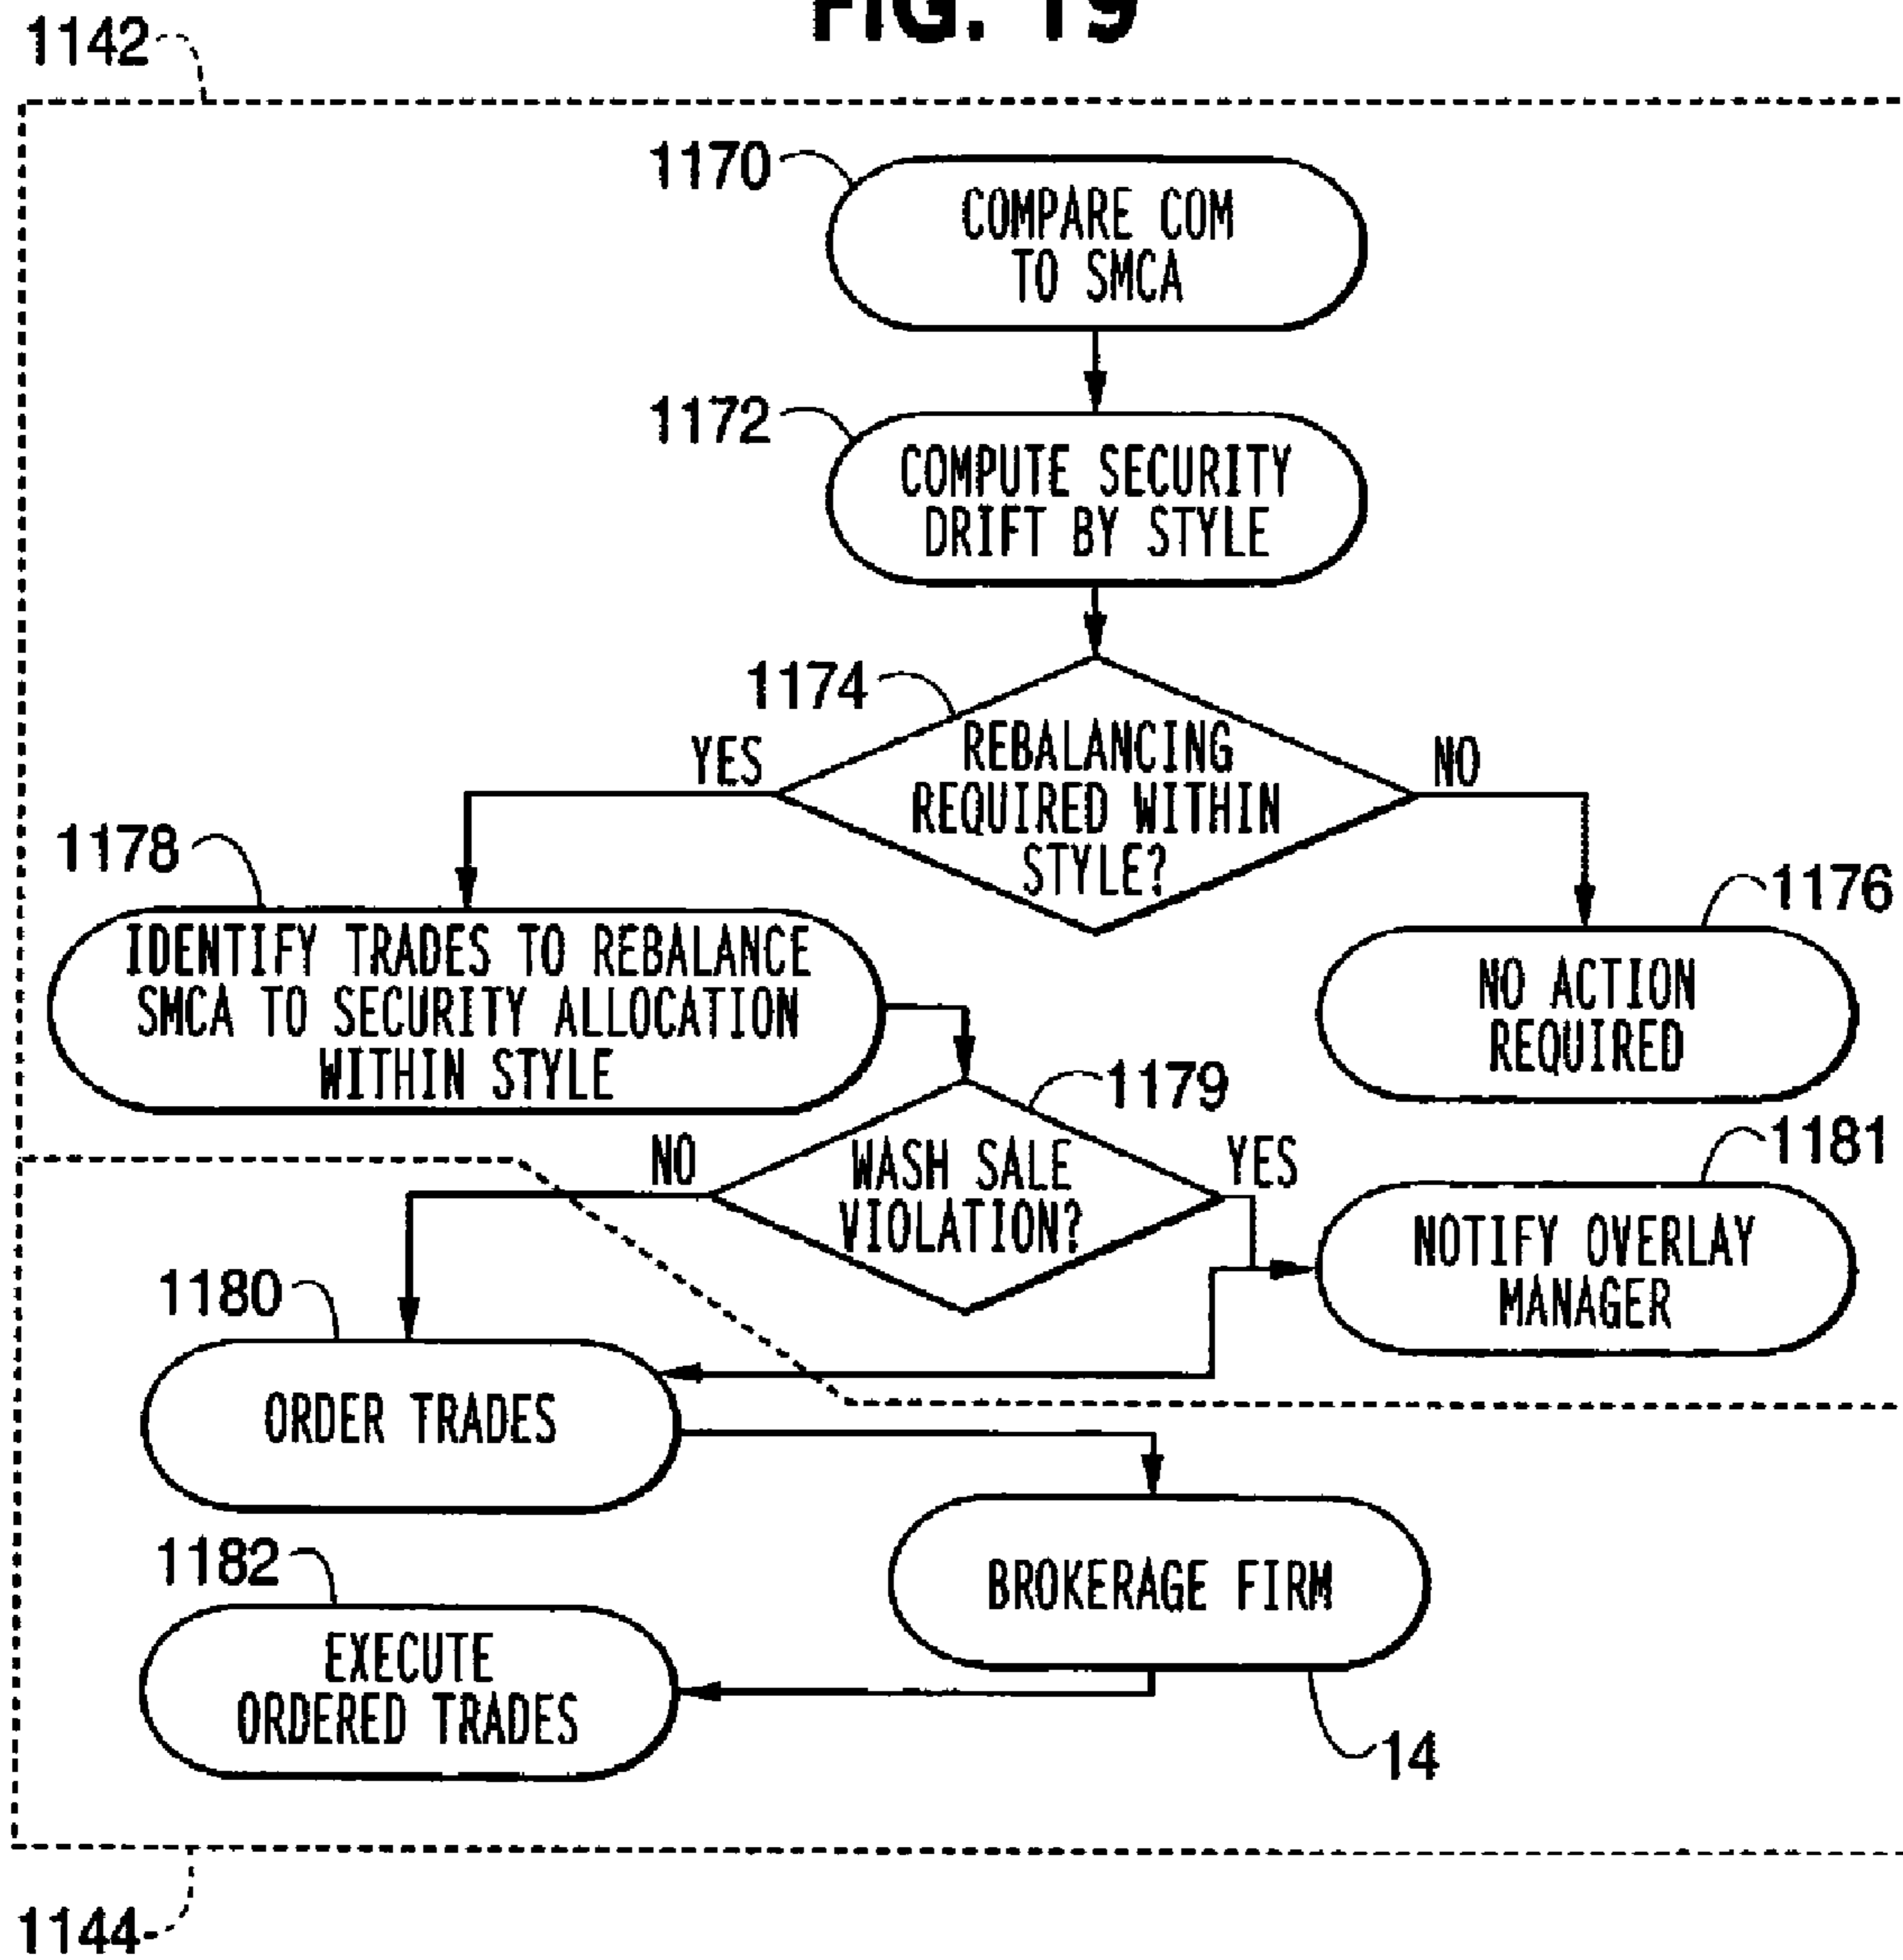 FIG. 19
1142
1170
COMPARE COM
TO SMCA
1172
COMPUTE SECURITY
DRIFT BY STYLE
1174
REBALANCING
REQUIRED WITHIN
STYLE?
YES
NO
1178
IDENTIFY TRADES TO REBALANCE
SMCA TO SECURITY ALLOCATION
WITHIN STYLE
1176
NO ACTION
REQUIRED
1179
WASH SALE
VIOLATION?
NO
YES
1181
NOTIFY OVERLAY
MANAGER
1180
ORDER TRADES
BROKERAGE FIRM
14
1182
EXECUTE
ORDERED TRADES
1144